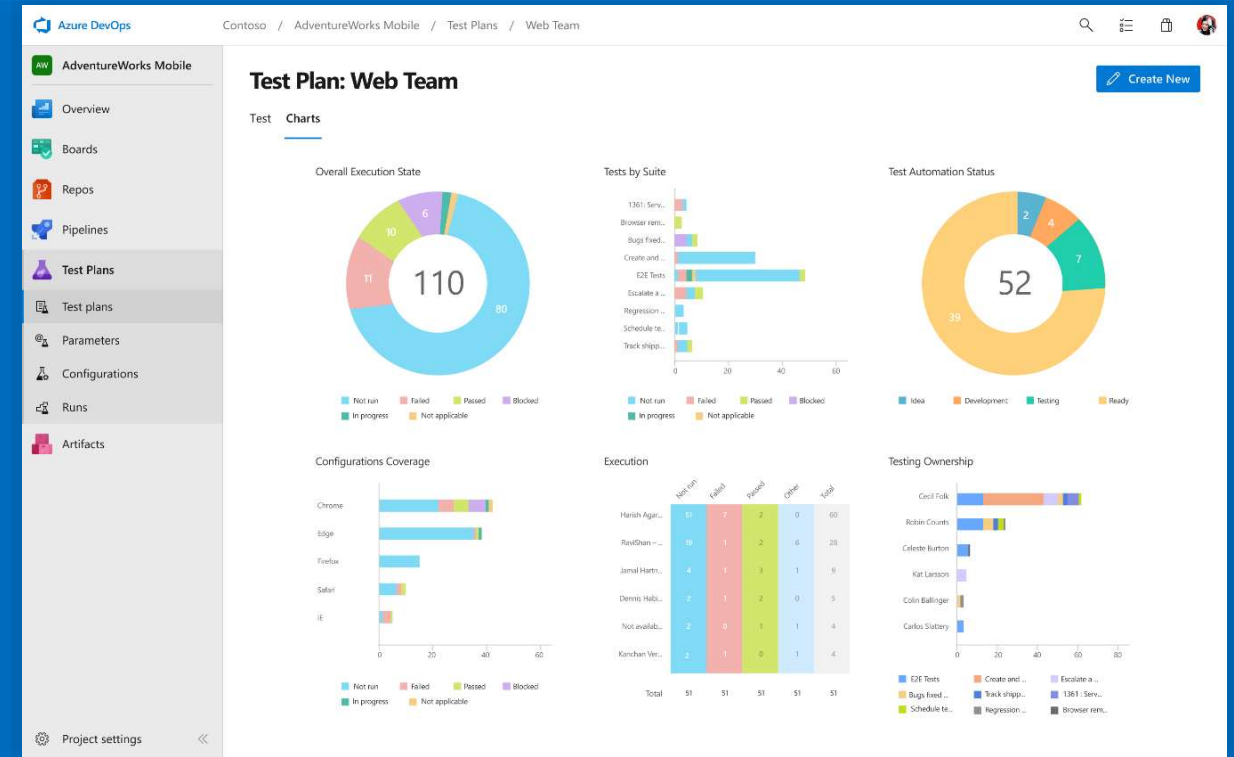 Azure DevOps
Contoso / AdventureWorks Mobile / Test Plans / Web Team
AW AdventureWorks Mobile
Overview
Boards
Repos
Pipelines
Test Plans
Test plans
Parameters
Configurations
Runs
Artifacts
Project settings
Test Plan: Web Team
Create New
Test Charts
Overall Execution State
6
10
11
110
80
Not run Failed Passed Blocked
In progress Not applicable
Tests by Suite
1361: Serv...
Browser rem...
Bugs fixed...
Create and ...
E2E Tests
Escalate a ...
Regression ...
Schedule te...
Track shipp...
0 20 40 60
Not run Failed Passed Blocked
In progress Not applicable
Test Automation Status
2
4
7
52
39
Idea Development Testing Ready
Configurations Coverage
Chrome
Edge
Firefox
Safari
IE
0 20 40 60
Not run Failed Passed Blocked
In progress Not applicable
Execution
Not run Failed Passed Other Total
Harish Agar... 51 7 2 0 60
RaviShan -... 19 1 2 6 28
Jamal Hartn... 4 1 3 1 9
Dennis Habi... 2 1 2 0 5
Not availab... 2 0 1 1 4
Kanchan Ver... 2 1 0 1 4
Total 51 51 51 51 51
Testing Ownership
Cecil Folk
Robin Counts
Celeste Burton
Kat Larsson
Colin Ballinger
Carlos Slattery
0 20 40 60 80
E2E Tests Create and ... Escalate a ...
Bugs fixed ... Track shipp... 1361 : Serv...
Schedule te... Regression ... Browser rem...